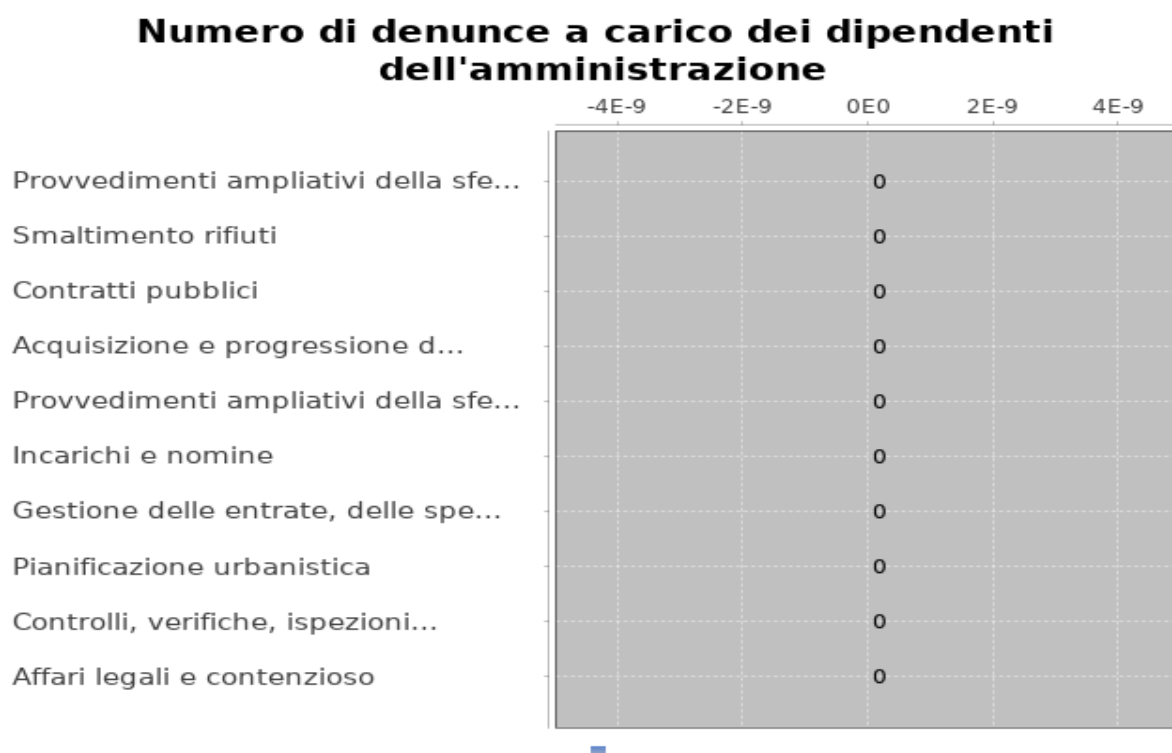 Numero di denunce a carico dei dipendenti
dell'amministrazione
-4E-9 -2E-9 0E0 2E-9 4E-9
Provvedimenti ampliativi della sfe... 0
Smaltimento rifiuti 0
Contratti pubblici 0
Acquisizione e progressione d... 0
Provvedimenti ampliativi della sfe... 0
Incarichi e nomine 0
Gestione delle entrate, delle spe... 0
Pianificazione urbanistica 0
Controlli, verifiche, ispezioni... 0
Affari legali e contenzioso 0